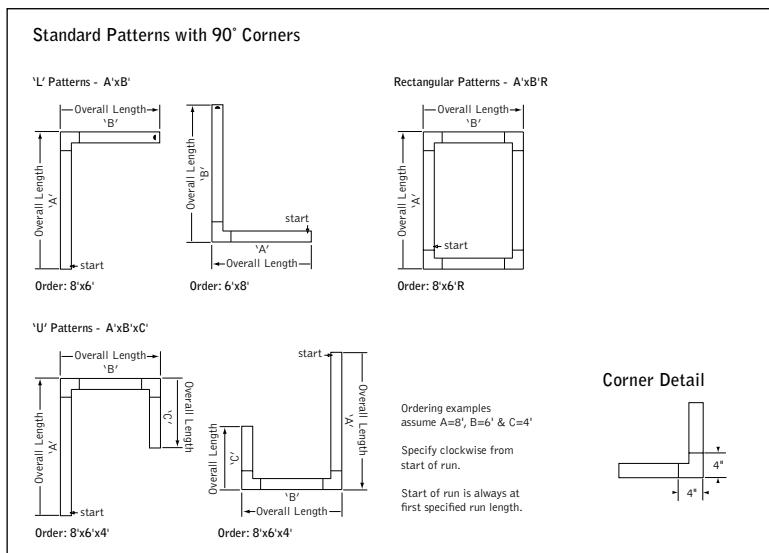 Standard Patterns with 90° Corners
‘L’ Patterns - A'xB'
Overall Length
‘B’
Overall Length
‘A’
start
Order: 8'x6'
Overall Length
‘B’
start
‘A’
Overall Length
Order: 6'x8'
Rectangular Patterns - A'xB'R
Overall Length
‘B’
Overall Length
‘A’
start
Order: 8'x6'R
‘U’ Patterns - A'xB'xC'
Overall Length
‘B’
Overall Length
‘A’
Overall Length
‘C’
start
Order: 8'x6'x4'
start
Overall Length
‘A’
Overall Length
‘C’
‘B’
Overall Length
Order: 8'x6'x4'
Ordering examples
assume A=8', B=6' & C=4'
Specify clockwise from
start of run.
Start of run is always at
first specified run length.
Corner Detail
4"
4"